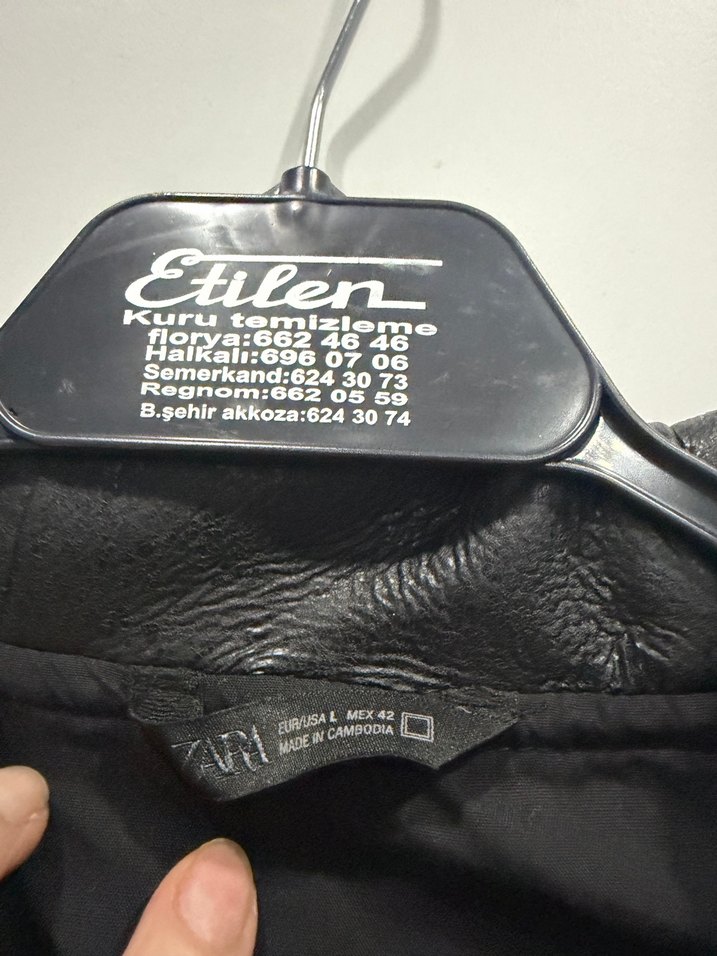 Etilen
Kuru temizleme
florya:662 46 46
Halkalı:696 07 06
Semerkand:624 30 73
Regnom:662 05 59
B.şehir akkoza:624 30 74
ZARA
EUR/USA L MEX 42
MADE IN CAMBODIA